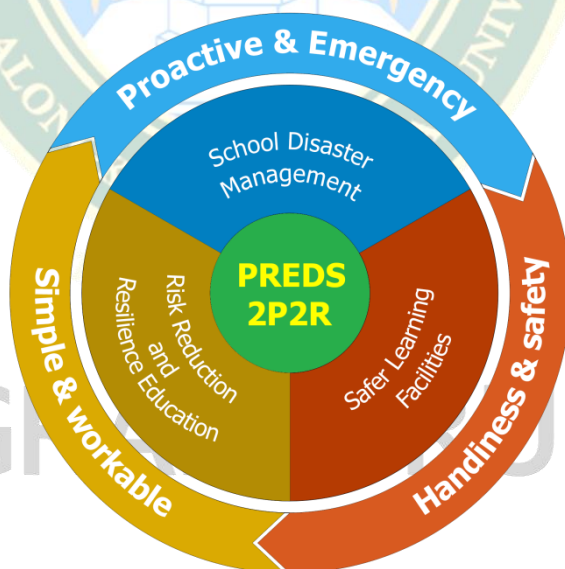 Proactive & Emergency
School Disaster
Management
PREDS
2P2R
Safer Learning
Facilities
Handiness & safety
Risk Reduction
and
Resilience Education
Simple & workable